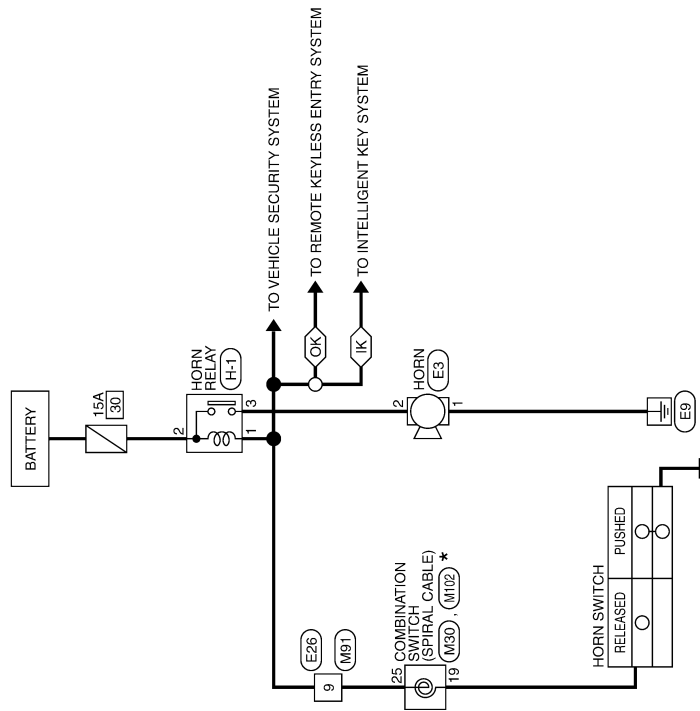 BATTERY
15A
30
2
HORN
RELAY
H-1
3
1
TO VEHICLE SECURITY SYSTEM
TO REMOTE KEYLESS ENTRY SYSTEM
TO INTELLIGENT KEY SYSTEM
OK
IK
2
HORN
E3
1
E9
E26
9
M91
25
COMBINATION
SWITCH
(SPIRAL CABLE)
M30 , M102 *
19
HORN SWITCH
RELEASED
PUSHED